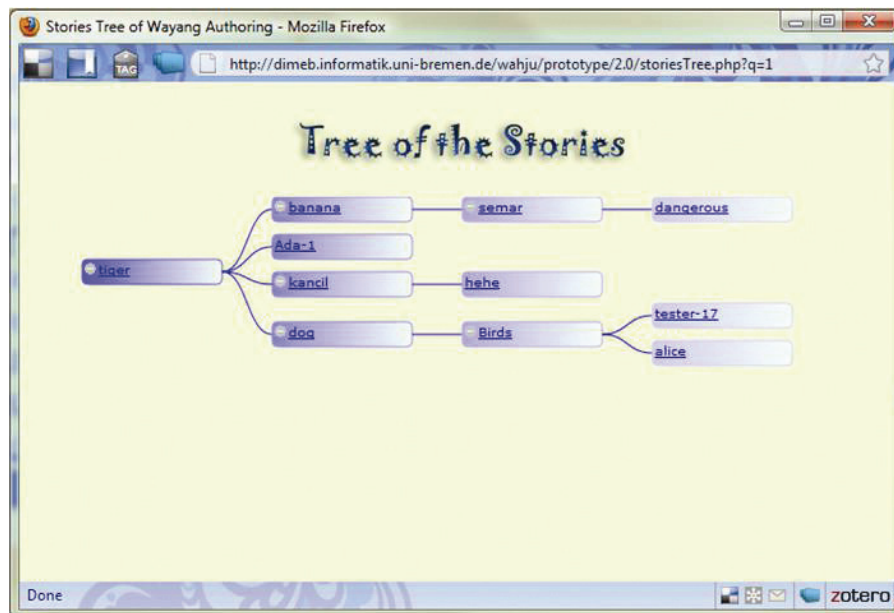 Stories Tree of Wayang Authoring - Mozilla Firefox
TAG
http://dimeb.informatik.uni-bremen.de/wahju/prototype/2.0/storiesTree.php?q=1
Tree of the Stories
banana semar dangerous
Ada-1
tiger
kancil hehe
tester-17
dog Birds
alice
Done
zotero